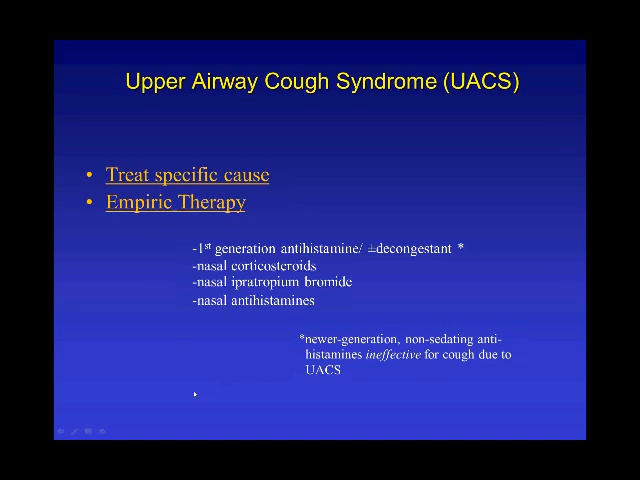 Upper Airway Cough Syndrome (UACS)
• Treat specific cause
• Empiric Therapy
-1st generation antihistamine/ ±decongestant *
-nasal corticosteroids
-nasal ipratropium bromide
-nasal antihistamines
*newer-generation, non-sedating anti-
histamines ineffective for cough due to
UACS